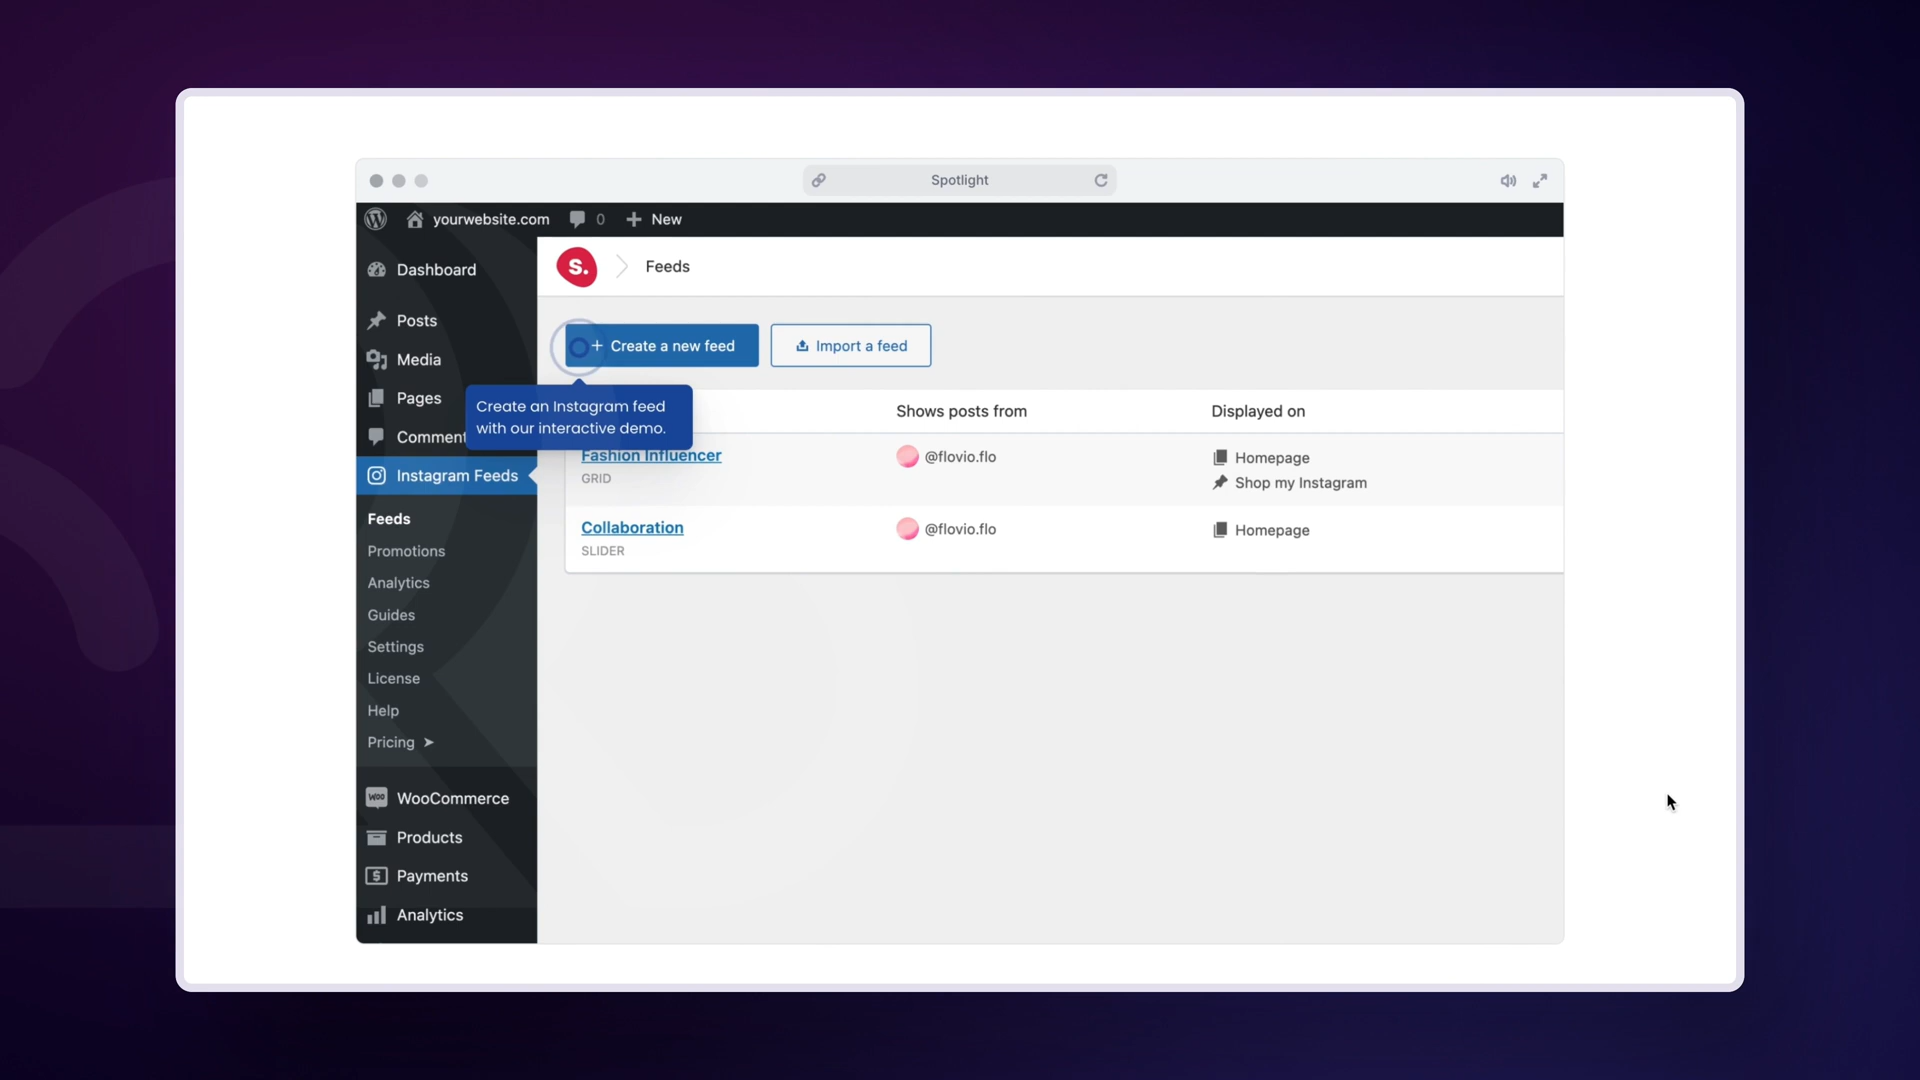 Spotlight
yourwebsite.com 0 New
Dashboard
Posts
Media
Pages
Comment
Instagram Feeds
Feeds
Promotions
Analytics
Guides
Settings
License
Help
Pricing ➤
WooCommerce
Products
Payments
Analytics
S. Feeds
+ Create a new feed
Import a feed
Create an Instagram feed
with our interactive demo.
Shows posts from
Displayed on
Fashion Influencer
GRID
@flovio.flo
Homepage
Shop my Instagram
Collaboration
SLIDER
@flovio.flo
Homepage